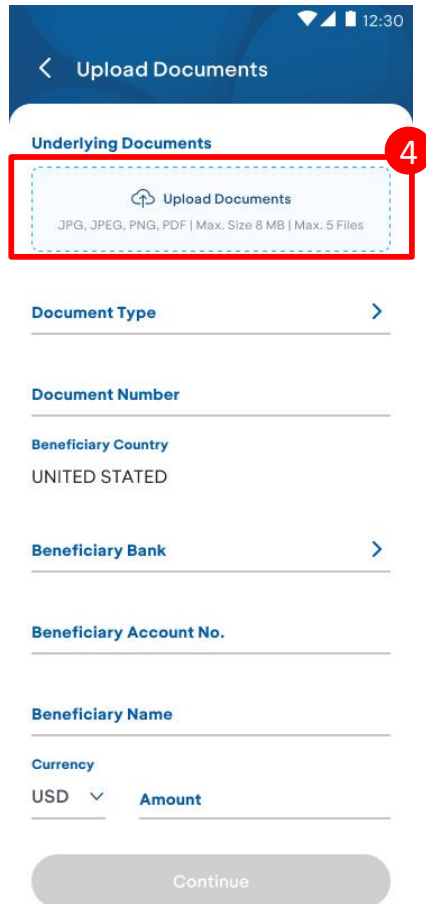 12:30
Upload Documents
Underlying Documents
4
Upload Documents
JPG, JPEG, PNG, PDF | Max. Size 8 MB | Max. 5 Files
Document Type
Document Number
Beneficiary Country
UNITED STATED
Beneficiary Bank
Beneficiary Account No.
Beneficiary Name
Currency
USD Amount
Continue